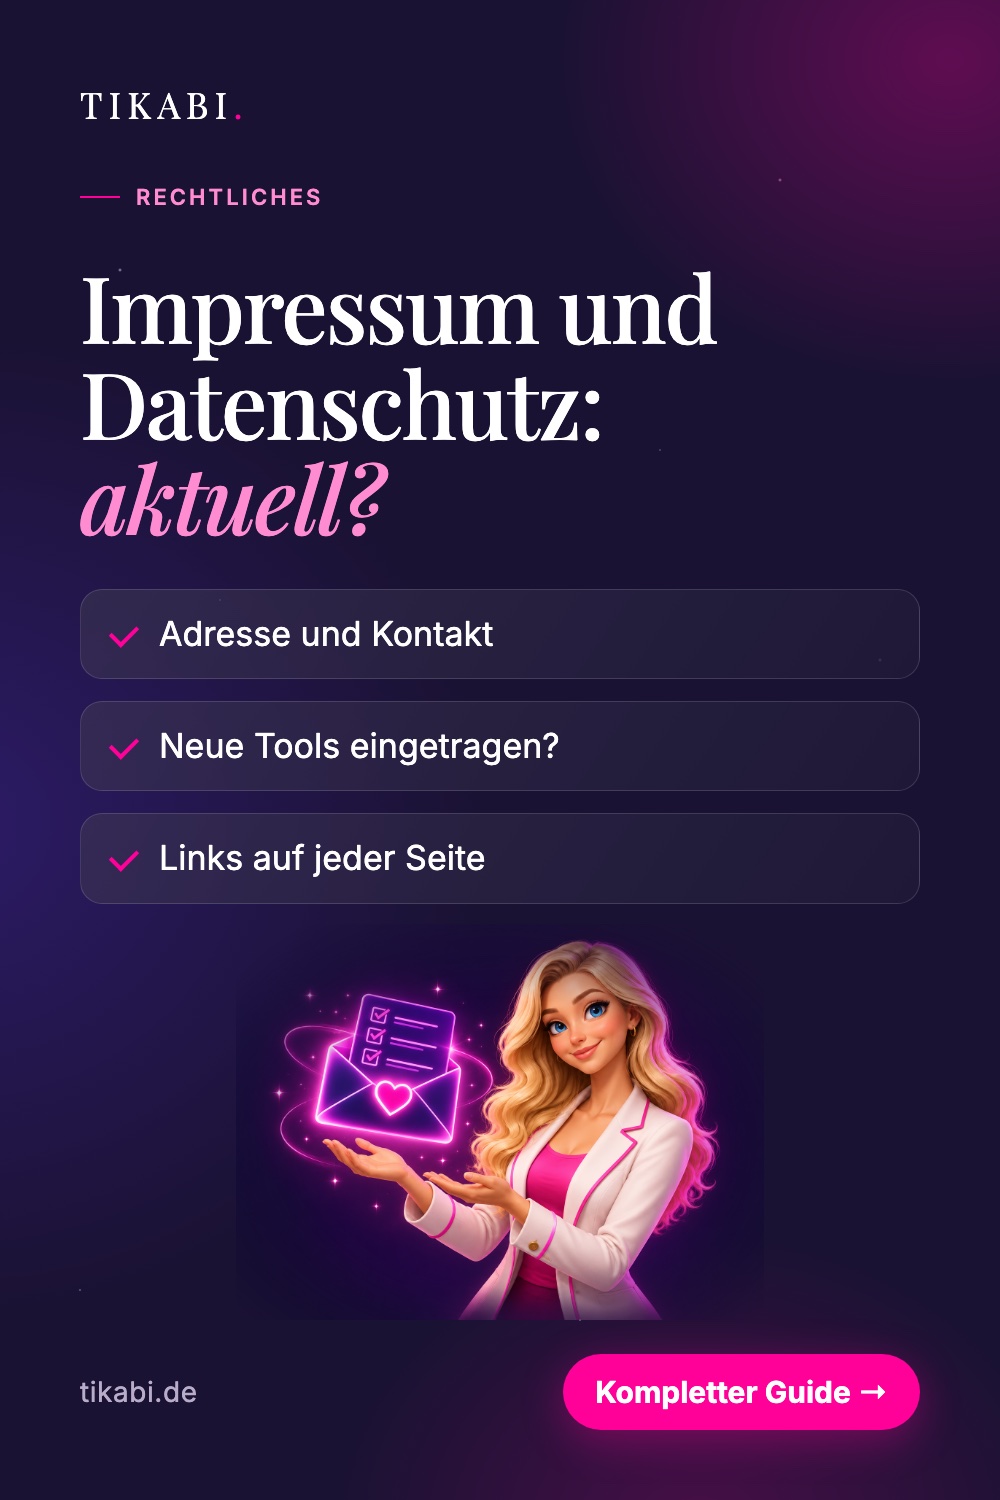 TIKABI.
RECHTLICHES
Impressum und
Datenschutz:
aktuell?
Adresse und Kontakt
Neue Tools eingetragen?
Links auf jeder Seite
tikabi.de
Kompletter Guide →